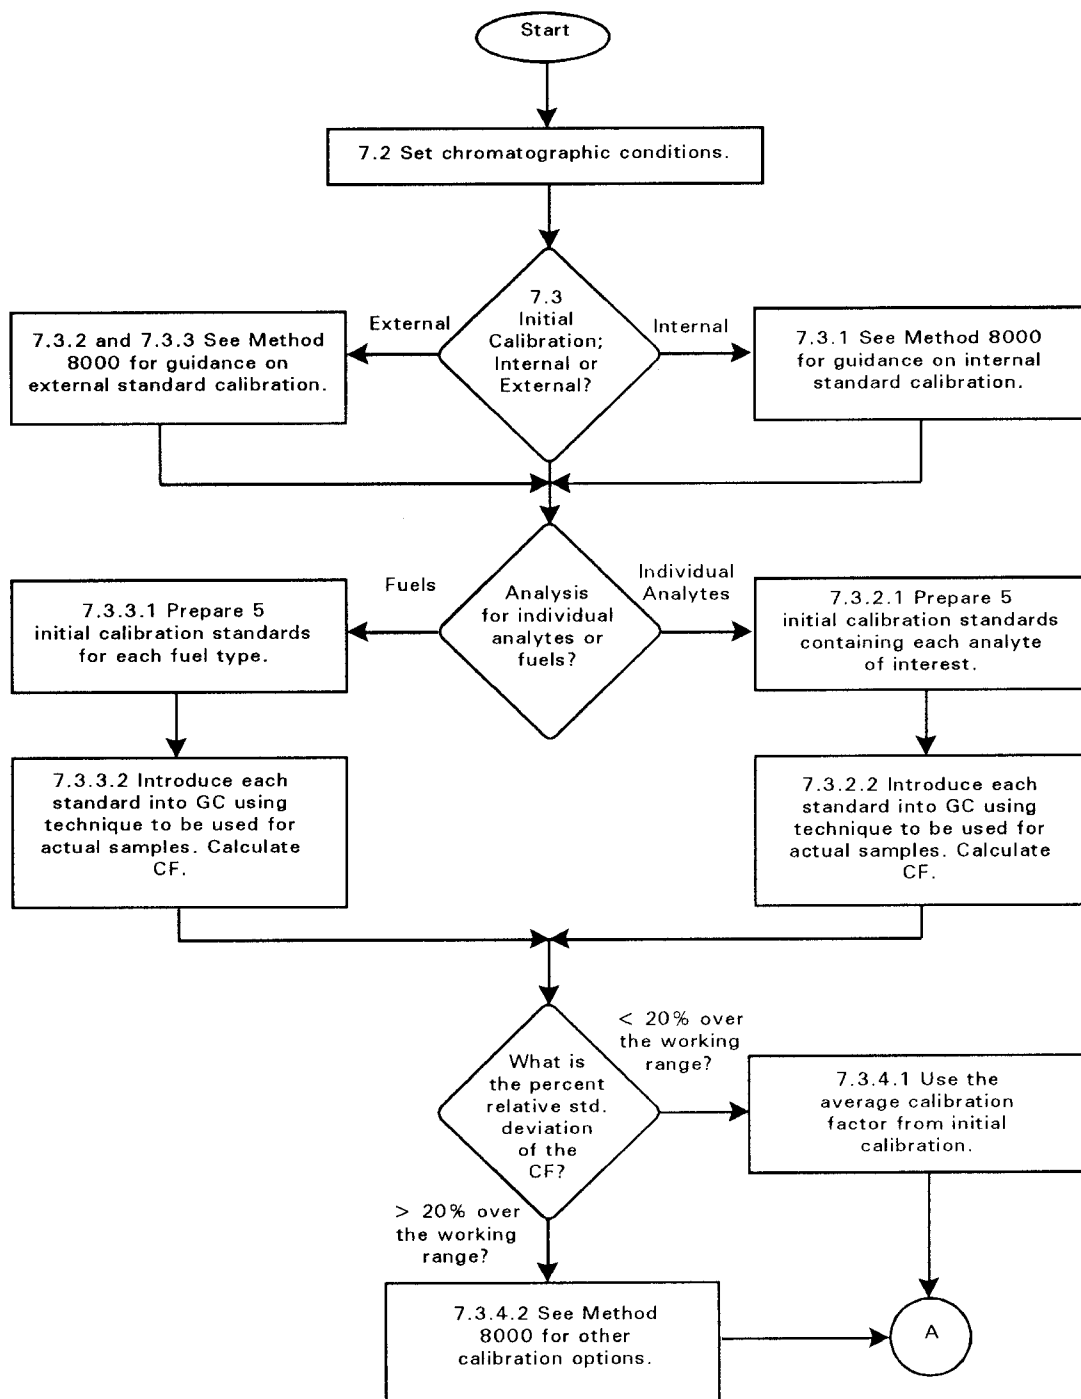 Start
7.2 Set chromatographic conditions.
7.3
Initial
Calibration;
Internal or
External?
External
Internal
7.3.2 and 7.3.3 See Method
8000 for guidance on
external standard calibration.
7.3.1 See Method 8000
for guidance on internal
standard calibration.
Analysis
for individual
analytes or
fuels?
Fuels
Individual
Analytes
7.3.3.1 Prepare 5
initial calibration standards
for each fuel type.
7.3.2.1 Prepare 5
initial calibration standards
containing each analyte
of interest.
7.3.3.2 Introduce each
standard into GC using
technique to be used for
actual samples. Calculate
CF.
7.3.2.2 Introduce each
standard into GC using
technique to be used for
actual samples. Calculate
CF.
What is
the percent
relative std.
deviation
of the
CF?
< 20% over
the working
range?
7.3.4.1 Use the
average calibration
factor from initial
calibration.
> 20% over
the working
range?
7.3.4.2 See Method
8000 for other
calibration options.
A